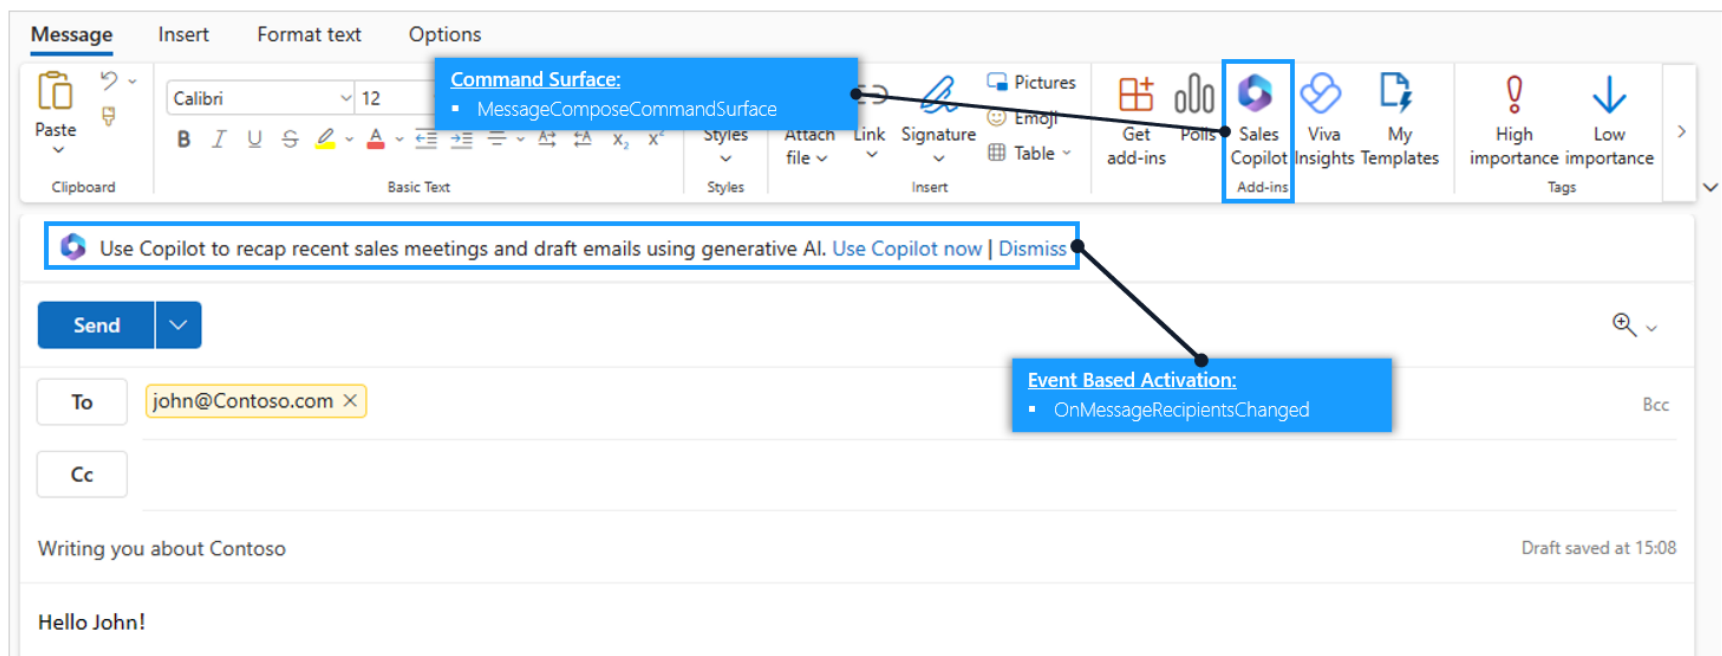 Message Insert Format text Options
Command Surface:
MessageComposeCommandSurface
Paste
Calibri
12
B I U S A x₂ x²
Styles
Attach file
Link
Signature
Pictures
Emoji
Table
Get add-ins
Polls
Sales Copilot
Viva Insights
My Templates
High importance
Low importance
Clipboard Basic Text Styles Insert Add-ins Tags
Use Copilot to recap recent sales meetings and draft emails using generative AI. Use Copilot now | Dismiss
Send
Event Based Activation:
OnMessageRecipientsChanged
To john@Contoso.com Bcc
Cc
Writing you about Contoso Draft saved at 15:08
Hello John!